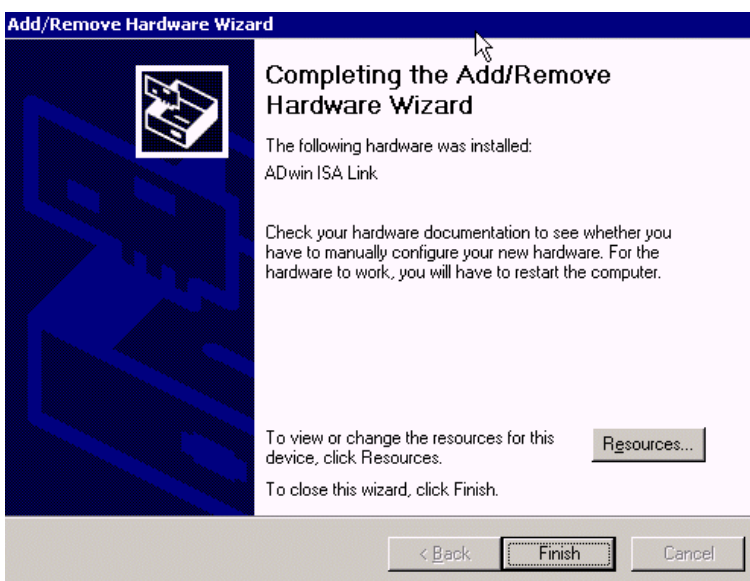 Add/Remove Hardware Wizard
Completing the Add/Remove
Hardware Wizard
The following hardware was installed:
ADwin ISA Link
Check your hardware documentation to see whether you
have to manually configure your new hardware. For the
hardware to work, you will have to restart the computer.
To view or change the resources for this
device, click Resources.
Resources...
To close this wizard, click Finish.
< Back
Finish
Cancel